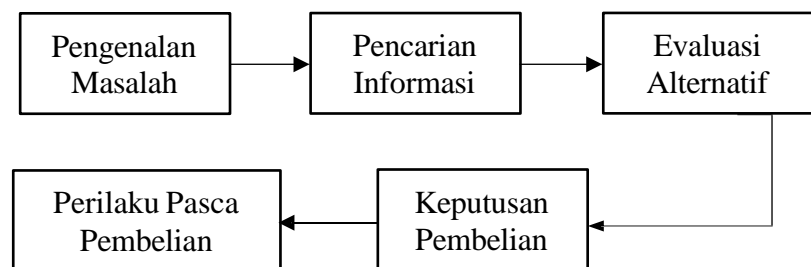 Pengenalan
Masalah
Pencarian
Informasi
Evaluasi
Alternatif
Perilaku Pasca
Pembelian
Keputusan
Pembelian